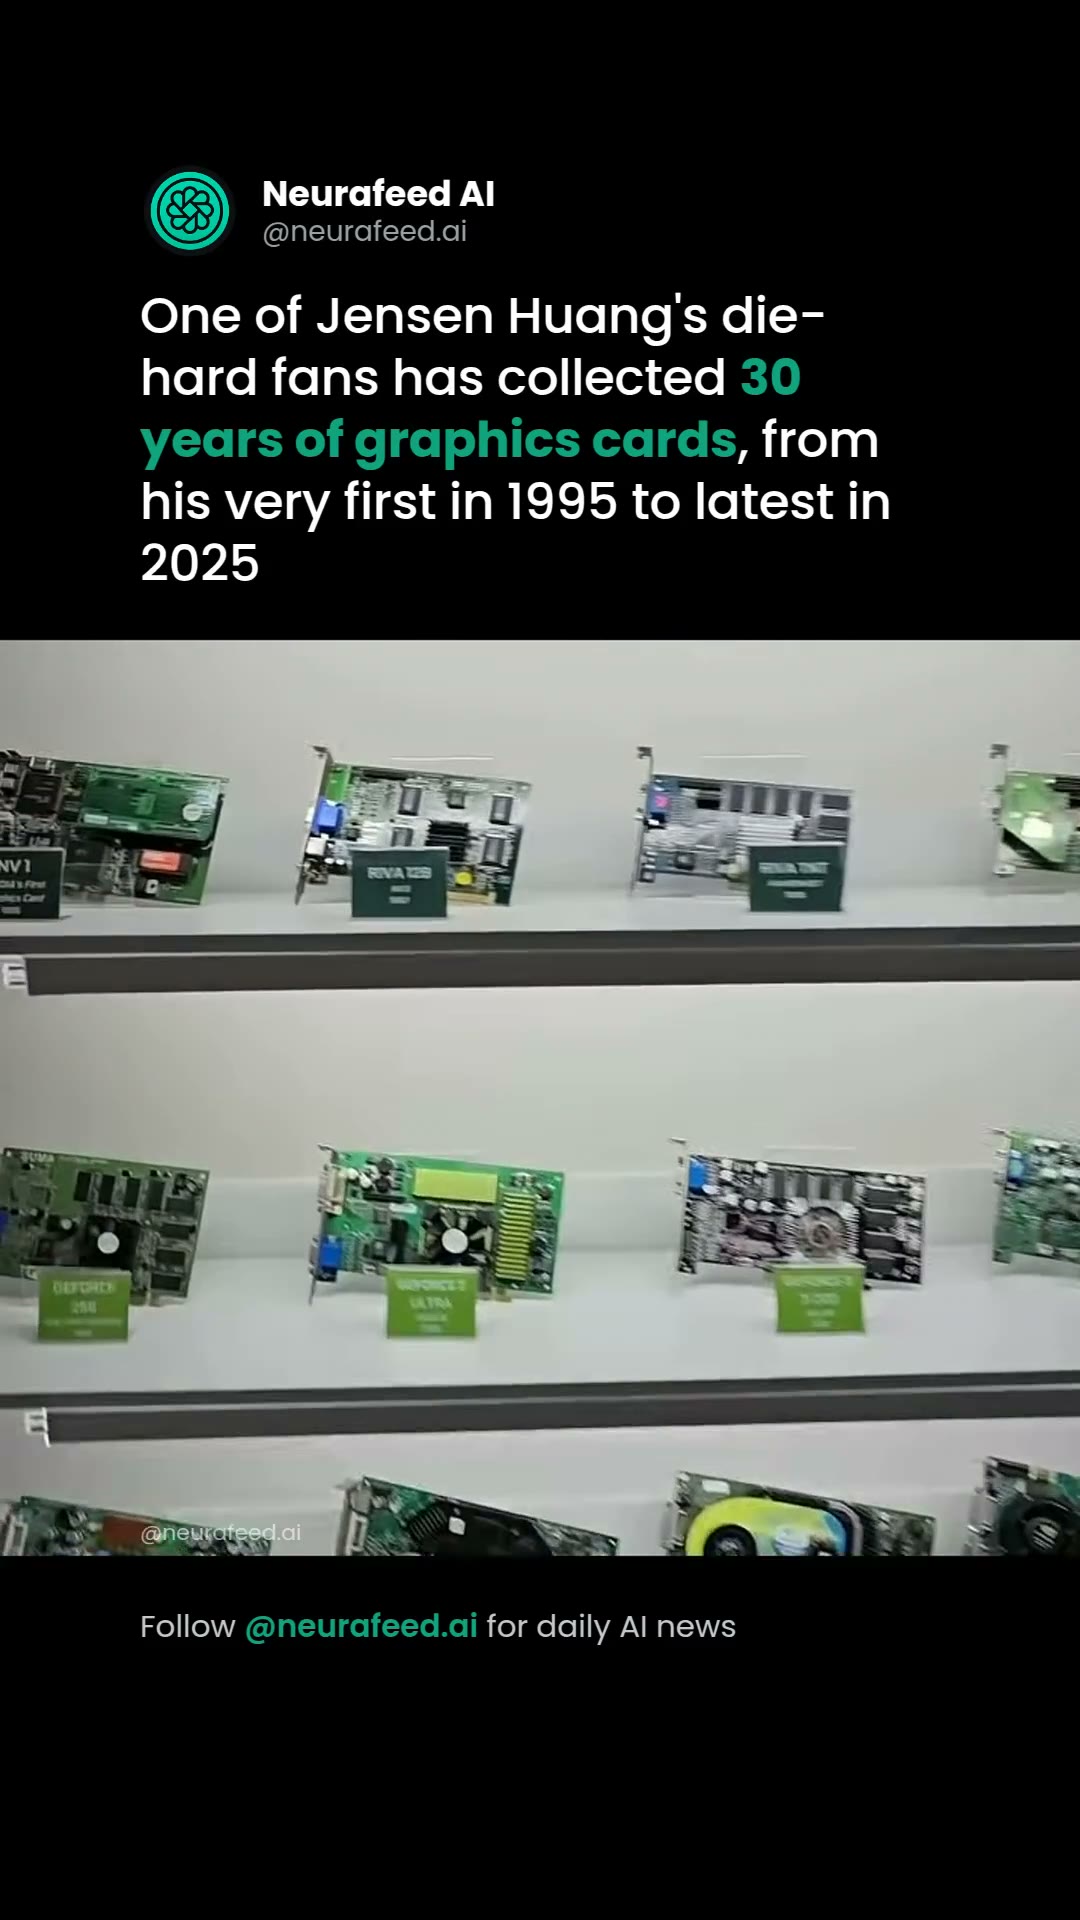 Neurafeed AI
@neurafeed.ai
One of Jensen Huang's die-
hard fans has collected 30
years of graphics cards, from
his very first in 1995 to latest in
2025
NV1
RIVA 128
1997
RIVA TNT
GEFORCE
256
ULTRA
@neurafeed.ai
Follow @neurafeed.ai for daily AI news